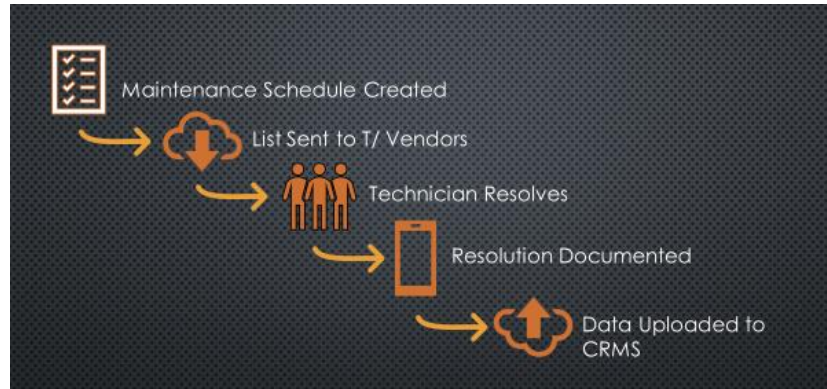 Maintenance Schedule Created
List Sent to T/ Vendors
Technician Resolves
Resolution Documented
Data Uploaded to
CRMS